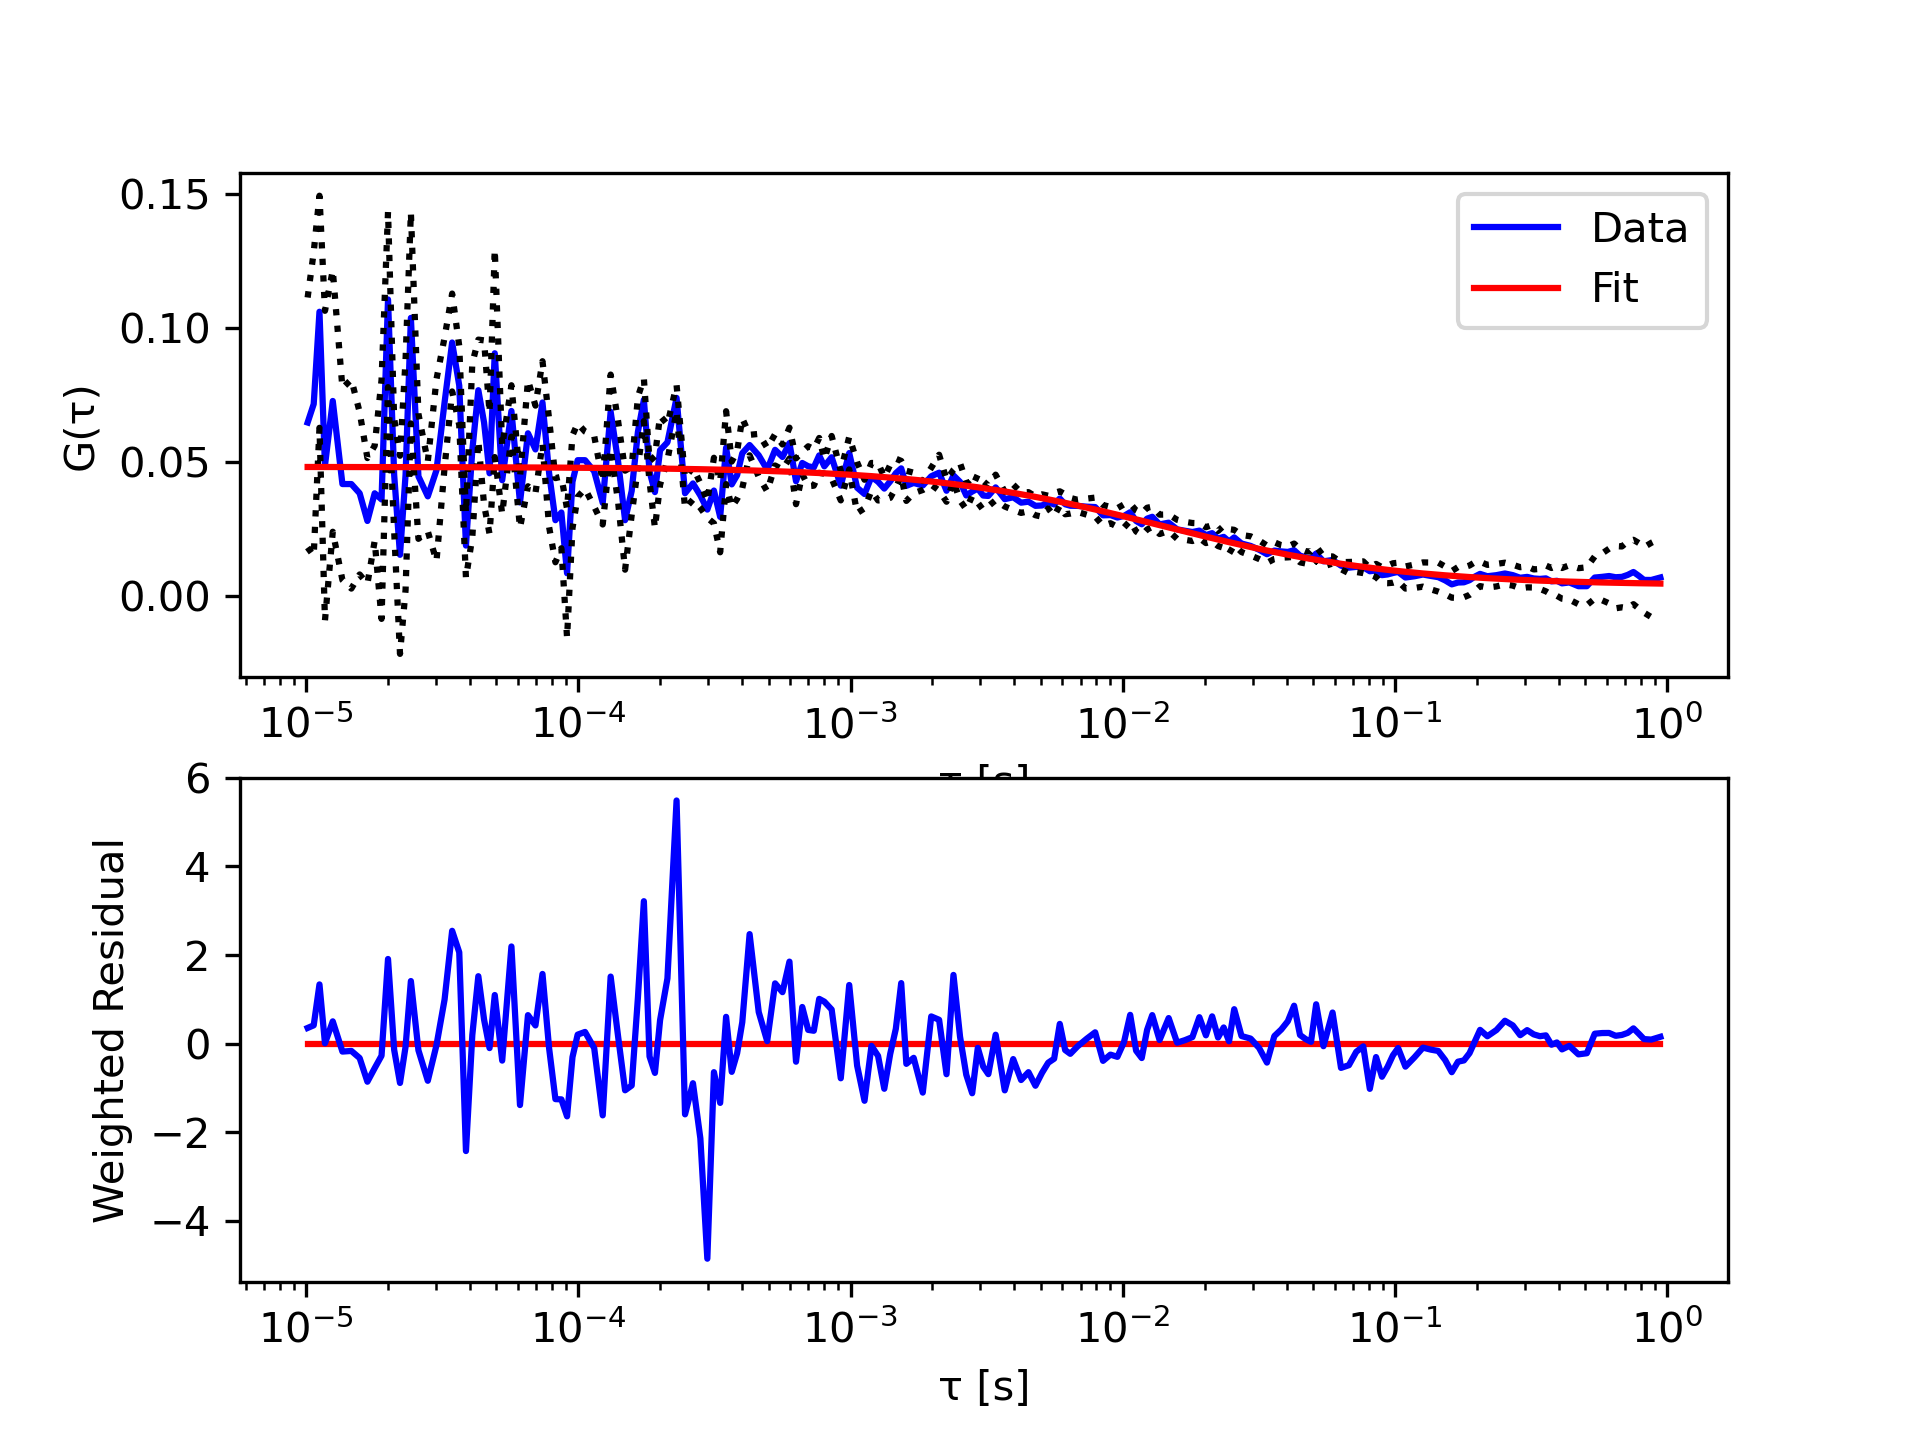 G(τ)
0.15
0.10
0.05
0.00
Data
Fit
10⁻⁵ 10⁻⁴ 10⁻³ 10⁻² 10⁻¹ 10⁰
τ [s]
Weighted Residual
6
4
2
0
−2
−4
10⁻⁵ 10⁻⁴ 10⁻³ 10⁻² 10⁻¹ 10⁰
τ [s]